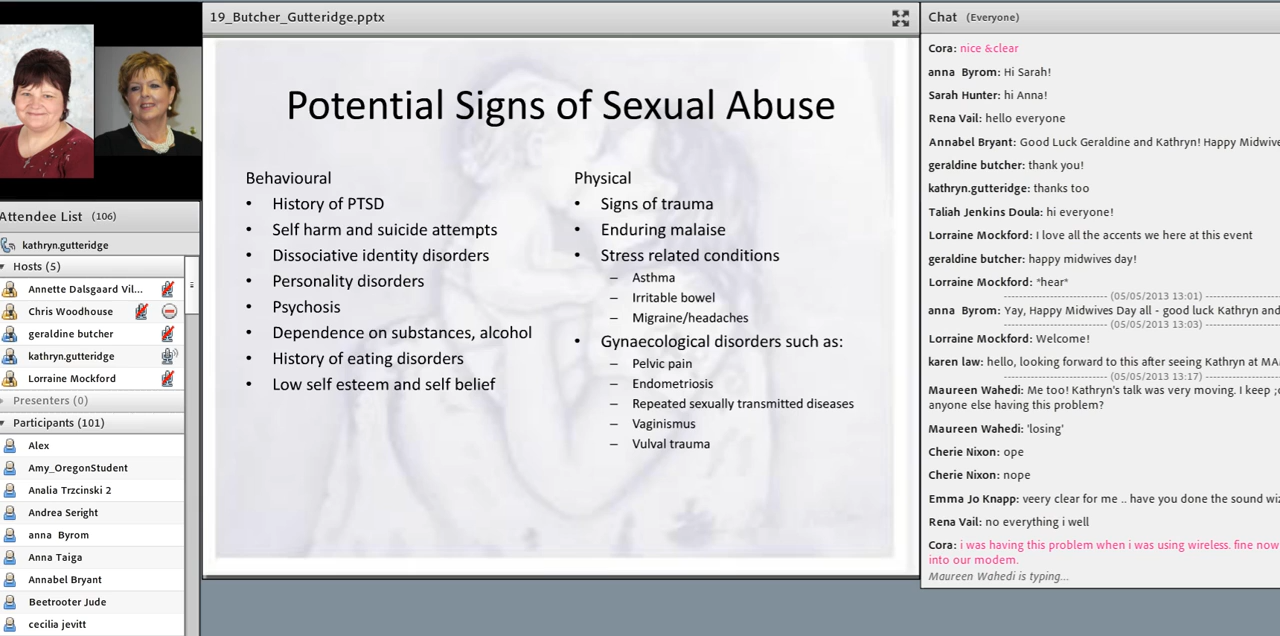 19_Butcher_Gutteridge.pptx
Potential Signs of Sexual Abuse
Behavioural
• History of PTSD
• Self harm and suicide attempts
• Dissociative identity disorders
• Personality disorders
• Psychosis
• Dependence on substances, alcohol
• History of eating disorders
• Low self esteem and self belief
Physical
• Signs of trauma
• Enduring malaise
• Stress related conditions
– Asthma
– Irritable bowel
– Migraine/headaches
• Gynaecological disorders such as:
– Pelvic pain
– Endometriosis
– Repeated sexually transmitted diseases
– Vaginismus
– Vulval trauma
Attendee List (106)
kathryn.gutteridge
Hosts (5)
Annette Dalsgaard Vil...
Chris Woodhouse
geraldine butcher
kathryn.gutteridge
Lorraine Mockford
Presenters (0)
Participants (101)
Alex
Amy_OregonStudent
Analia Trzcinski 2
Andrea Seright
anna Byrom
Anna Taiga
Annabel Bryant
Beetrooter Jude
cecilia jevitt
Chat (Everyone)
Cora: nice &clear
anna Byrom: Hi Sarah!
Sarah Hunter: hi Anna!
Rena Vail: hello everyone
Annabel Bryant: Good Luck Geraldine and Kathryn! Happy Midwive
geraldine butcher: thank you!
kathryn.gutteridge: thanks too
Taliah Jenkins Doula: hi everyone!
Lorraine Mockford: I love all the accents we here at this event
geraldine butcher: happy midwives day!
Lorraine Mockford: *hear*
(05/05/2013 13:01)
anna Byrom: Yay, Happy Midwives Day all - good luck Kathryn and
(05/05/2013 13:03)
Lorraine Mockford: Welcome!
karen law: hello, looking forward to this after seeing Kathryn at MA
(05/05/2013 13:17)
Maureen Wahedi: Me too! Kathryn's talk was very moving. I keep ;o
anyone else having this problem?
Maureen Wahedi: 'losing'
Cherie Nixon: ope
Cherie Nixon: nope
Emma Jo Knapp: veery clear for me .. have you done the sound wiz
Rena Vail: no everything i well
Cora: i was having this problem when i was using wireless. fine now
into our modem.
Maureen Wahedi is typing...